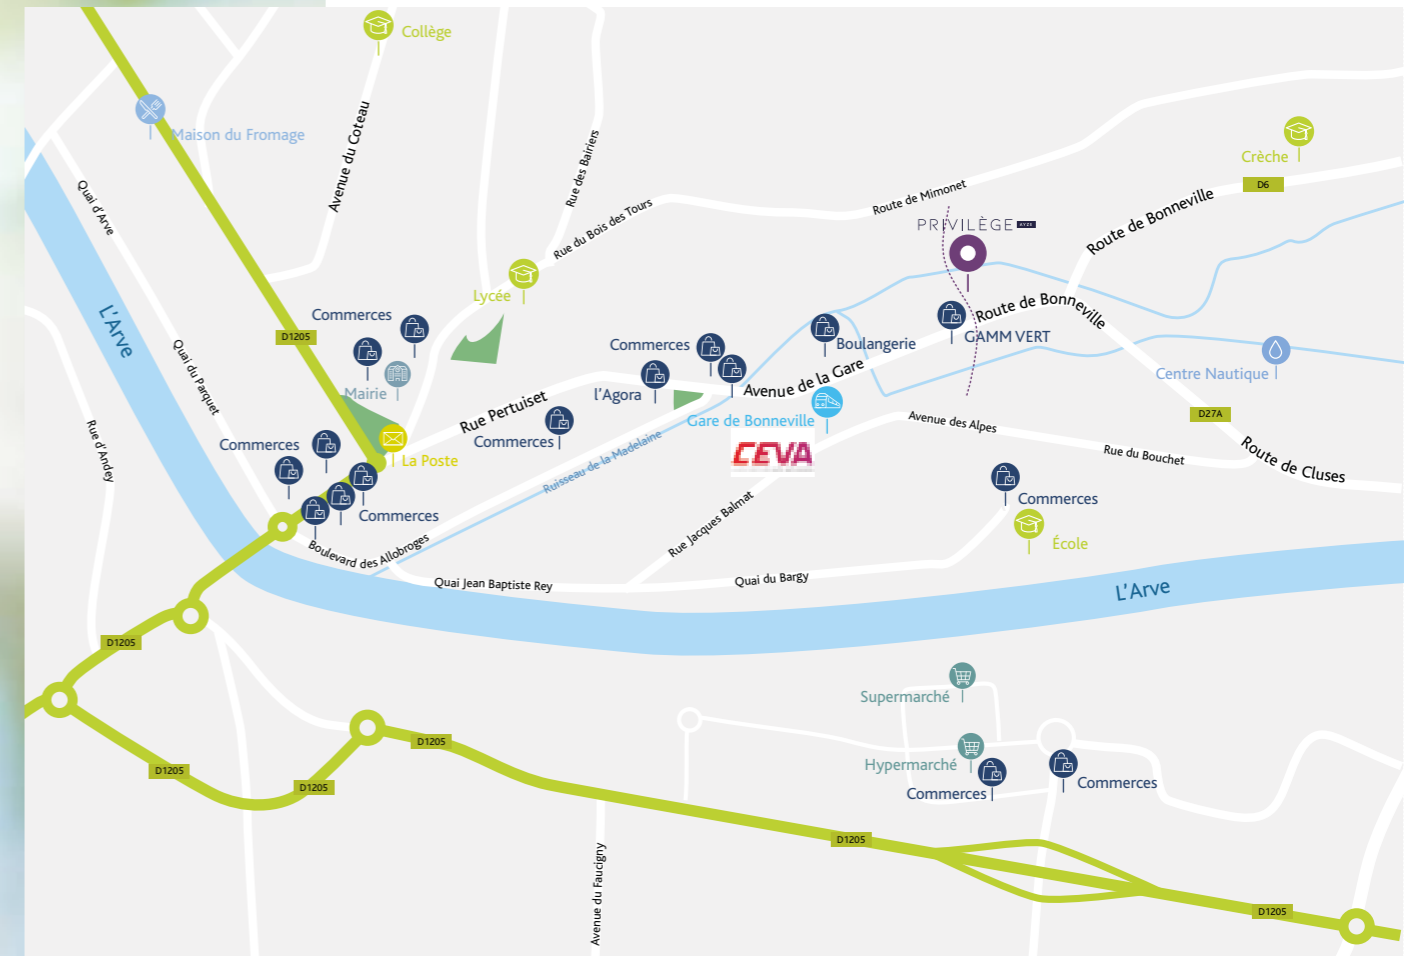 Collège
Maison du Fromage
Avenue du Coteau
Rue des Bairiers
Crèche
D6
Quai d'Arve
Route de Mimonet
Route de Bonneville
Rue du Bois des Tours
PRIVILÈGE AYZE
Lycée
L'Arve
Commerces
D1205
Route de Bonneville
GAMM VERT
Boulangerie
Commerces
Quai du Parquet
Mairie
l'Agora
Avenue de la Gare
Centre Nautique
Rue Pertuiset
Gare de Bonneville
Avenue des Alpes
D27A
Rue d'Andey
Commerces
Commerces
La Poste
CEVA
Ruisseau de la Madelaine
Rue du Bouchet
Route de Cluses
Commerces
Commerces
École
Boulevard des Allobroges
Rue Jacques Balmat
Quai Jean Baptiste Rey
Quai du Bargy
L'Arve
D1205
Supermarché
D1205
Hypermarché
D1205
D1205
Commerces
Commerces
D1205
Avenue du Faucigny
D1205